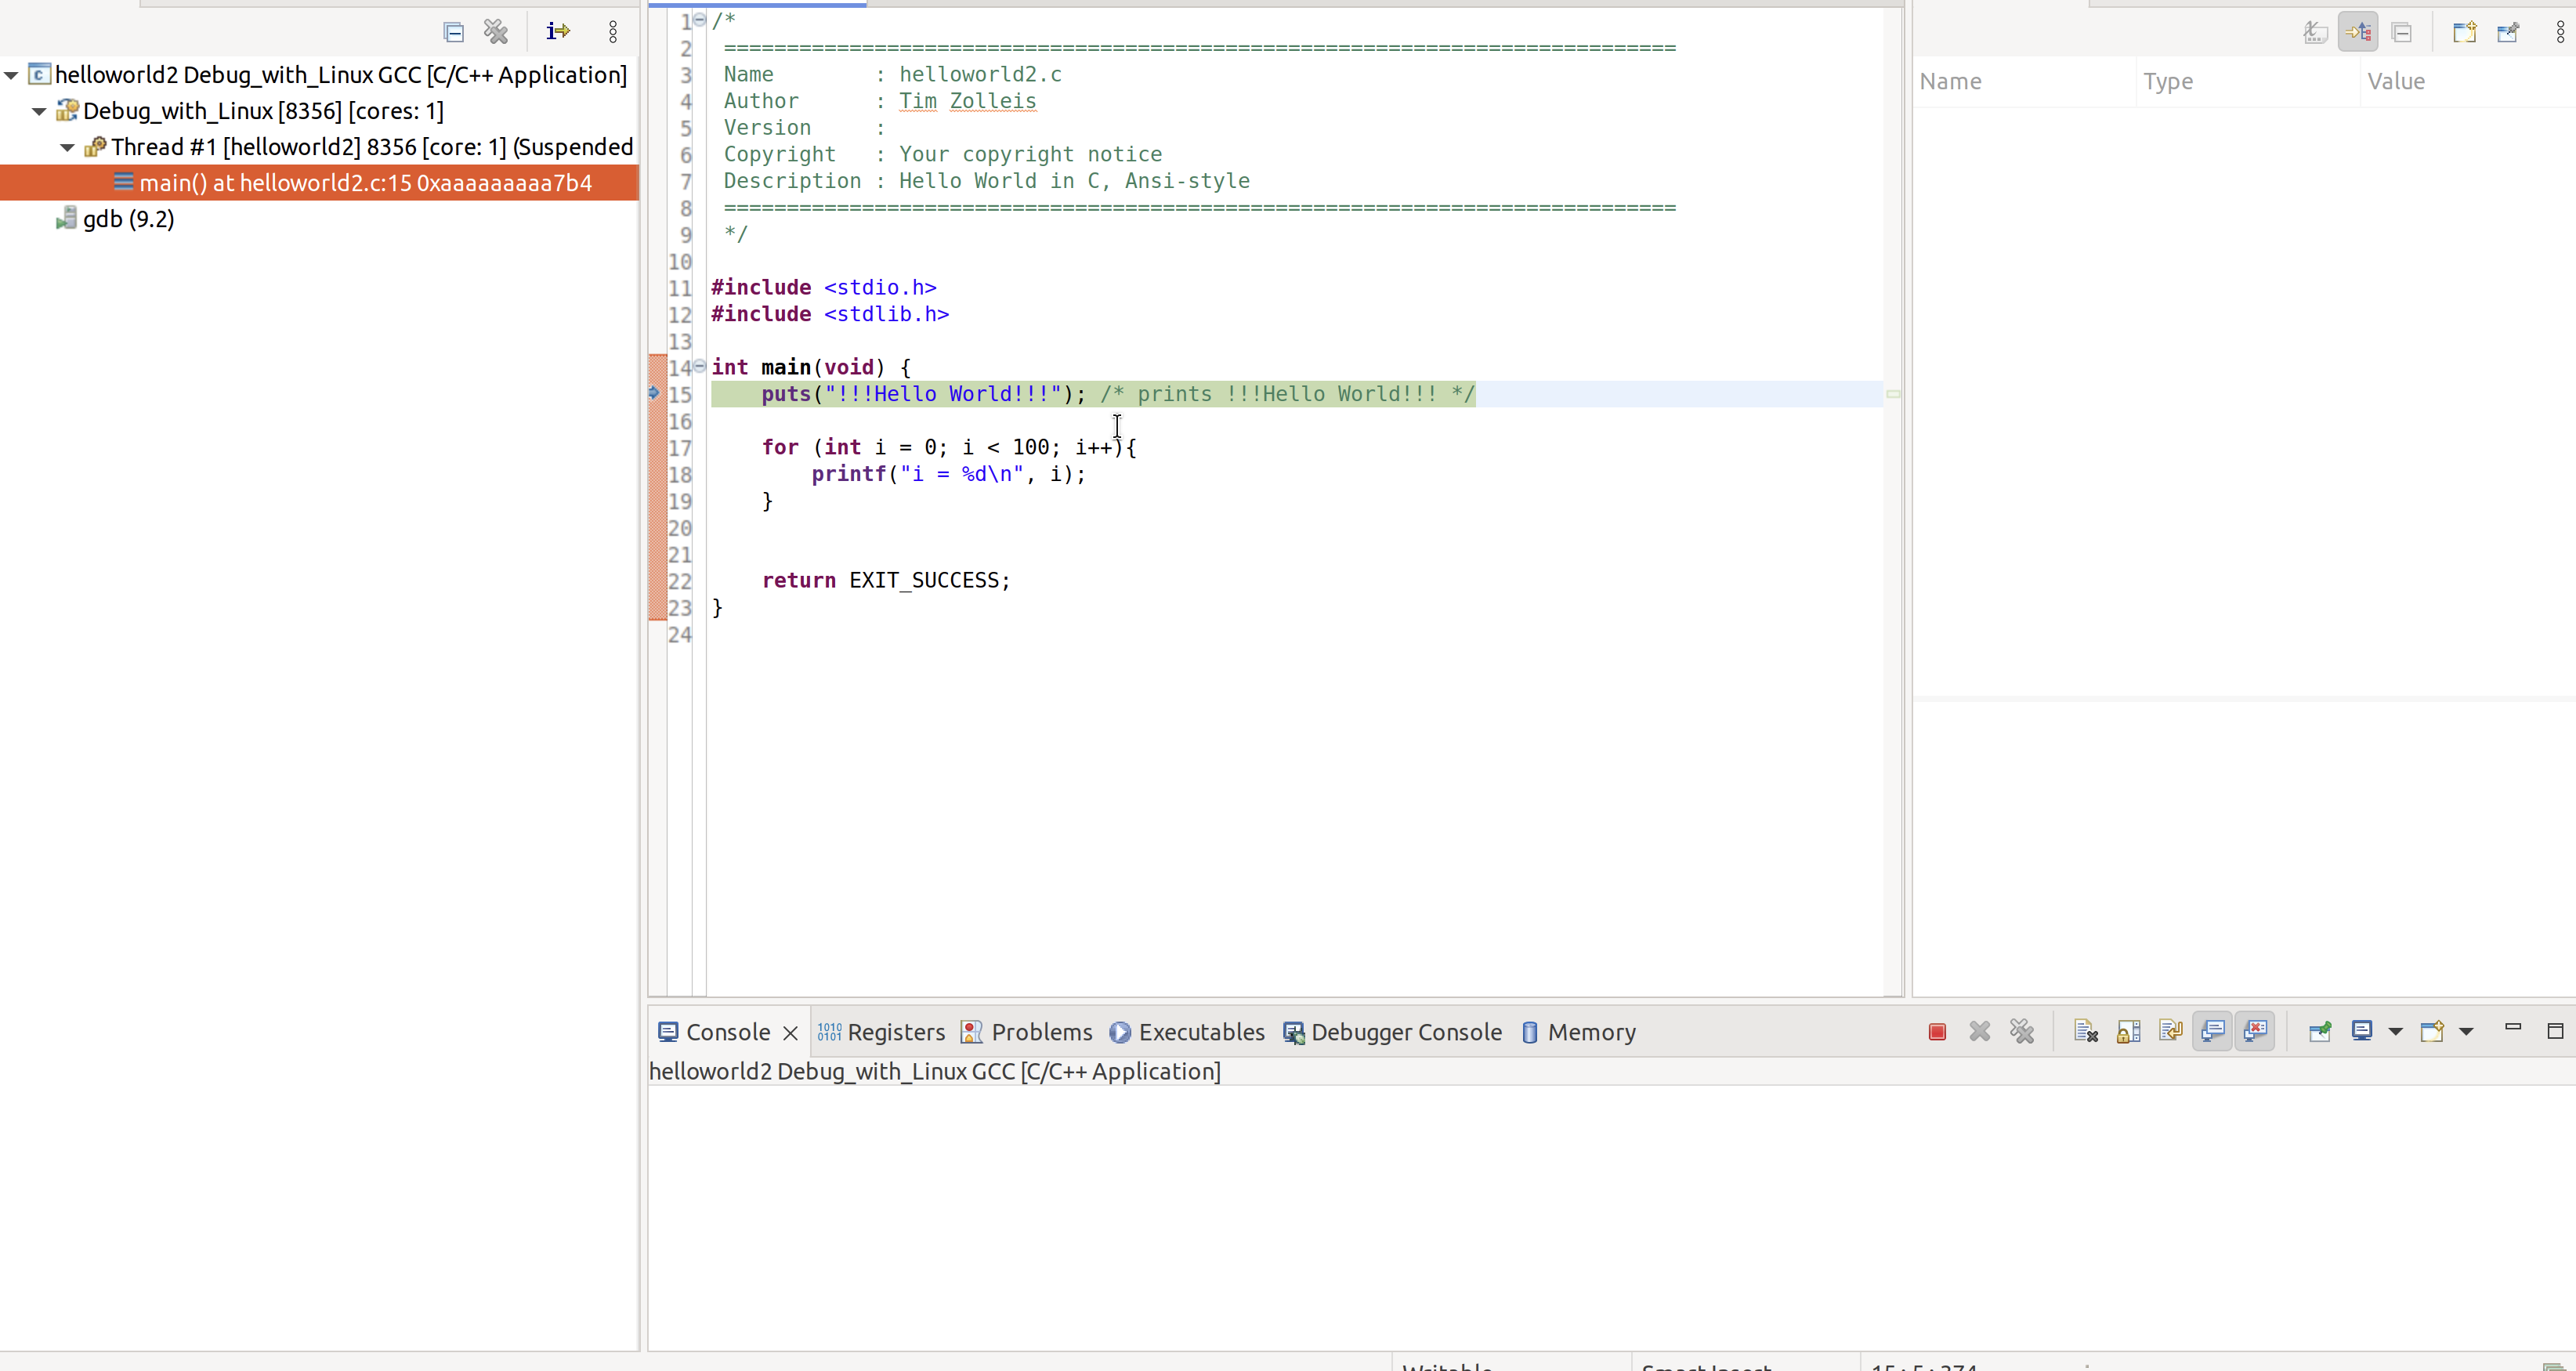 helloworld2 Debug_with_Linux GCC [C/C++ Application]
Debug_with_Linux [8356] [cores: 1]
Thread #1 [helloworld2] 8356 [core: 1] (Suspended
main() at helloworld2.c:15 0xaaaaaaaaa7b4
gdb (9.2)
1 /*
2 ============================================================================
3 Name        : helloworld2.c
4 Author      : Tim Zolleis
5 Version     :
6 Copyright   : Your copyright notice
7 Description : Hello World in C, Ansi-style
8 ============================================================================
9 */
10
11 #include <stdio.h>
12 #include <stdlib.h>
13
14 int main(void) {
15     puts("!!!Hello World!!!"); /* prints !!!Hello World!!! */
16
17     for (int i = 0; i < 100; i++){
18         printf("i = %d\n", i);
19     }
20
21
22     return EXIT_SUCCESS;
23 }
24
Name Type Value
Console Registers Problems Executables Debugger Console Memory
helloworld2 Debug_with_Linux GCC [C/C++ Application]
Writable Smart Insert 15 : 5 : 374